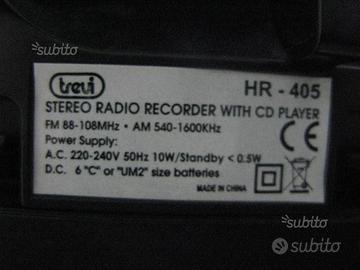 subito
subito
trevi
HR - 405
STEREO RADIO RECORDER WITH CD PLAYER
FM 88-108MHz • AM 540-1600KHz
Power Supply:
A.C. 220-240V 50Hz 10W/Standby < 0.5W
D.C. 6 "C" or "UM2" size batteries
MADE IN CHINA
CE
subito
subito